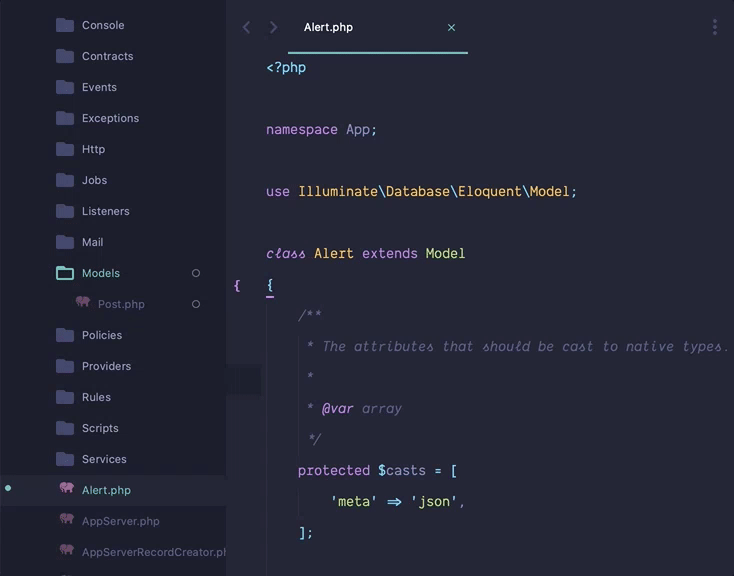 Console
Contracts
Events
Exceptions
Http
Jobs
Listeners
Mail
Models
Post.php
Policies
Providers
Rules
Scripts
Services
Alert.php
AppServer.php
AppServerRecordCreator.ph
Alert.php ×
<?php
namespace App;
use Illuminate\Database\Eloquent\Model;
class Alert extends Model
{ {
/**
* The attributes that should be cast to native types.
*
* @var array
*/
protected $casts = [
'meta' => 'json',
];